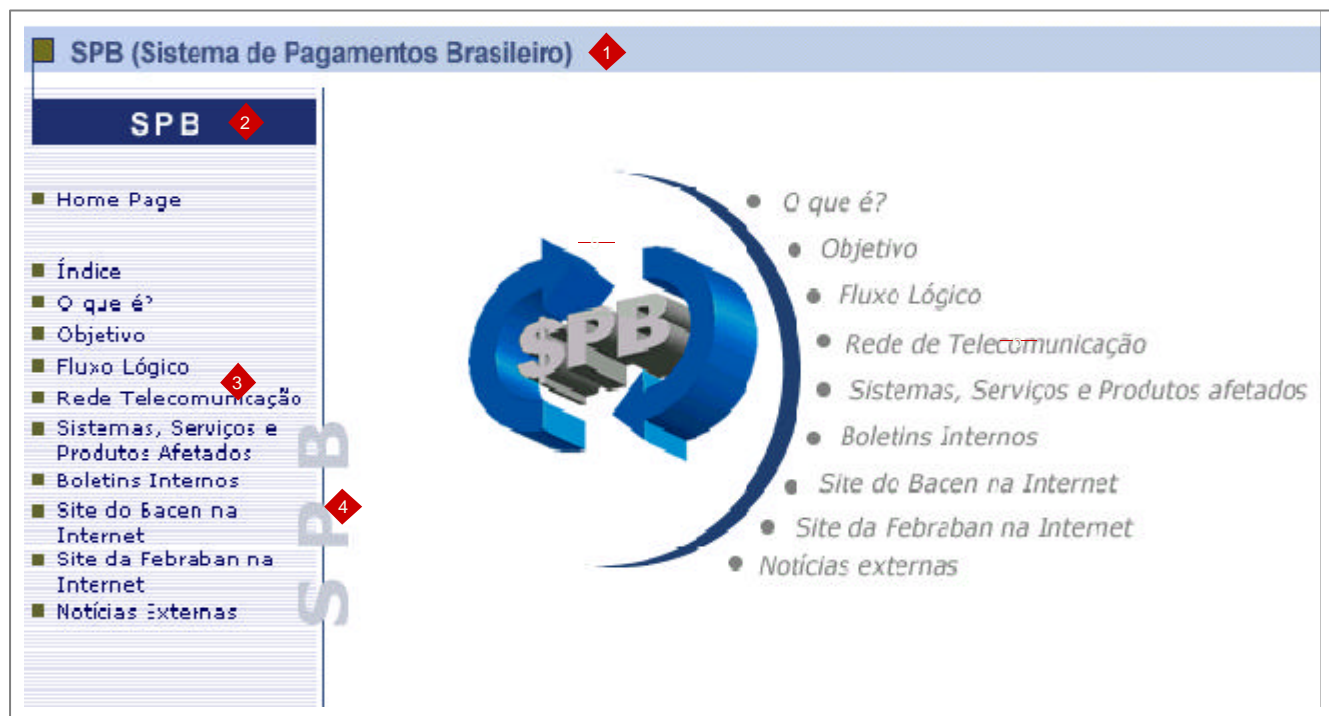 SPB (Sistema de Pagamentos Brasileiro) 1
SPB 2
Home Page
Índice
O que é?
Objetivo
Fluxo Lógico
3
Rede Telecomunicação
Sistemas, Serviços e
Produtos Afetados
Boletins Internos
Site do Bacen na
Internet
Site da Febraban na
Internet
Notícias Externas
SPB
4
$PB
O que é?
Objetivo
Fluxo Lógico
Rede de Telecomunicação
Sistemas, Serviços e Produtos afetados
Boletins Internos
Site do Bacen na Internet
Site da Febraban na Internet
Notícias externas